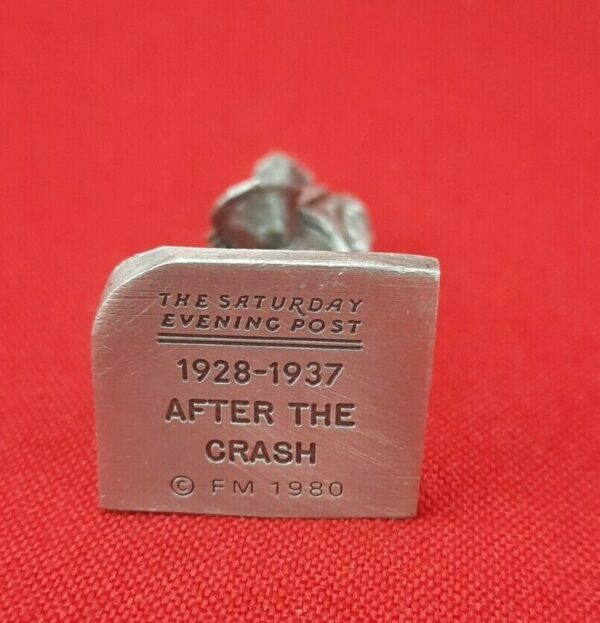 THE SATURDAY
EVENING POST
1928-1937
AFTER THE
CRASH
© FM 1980